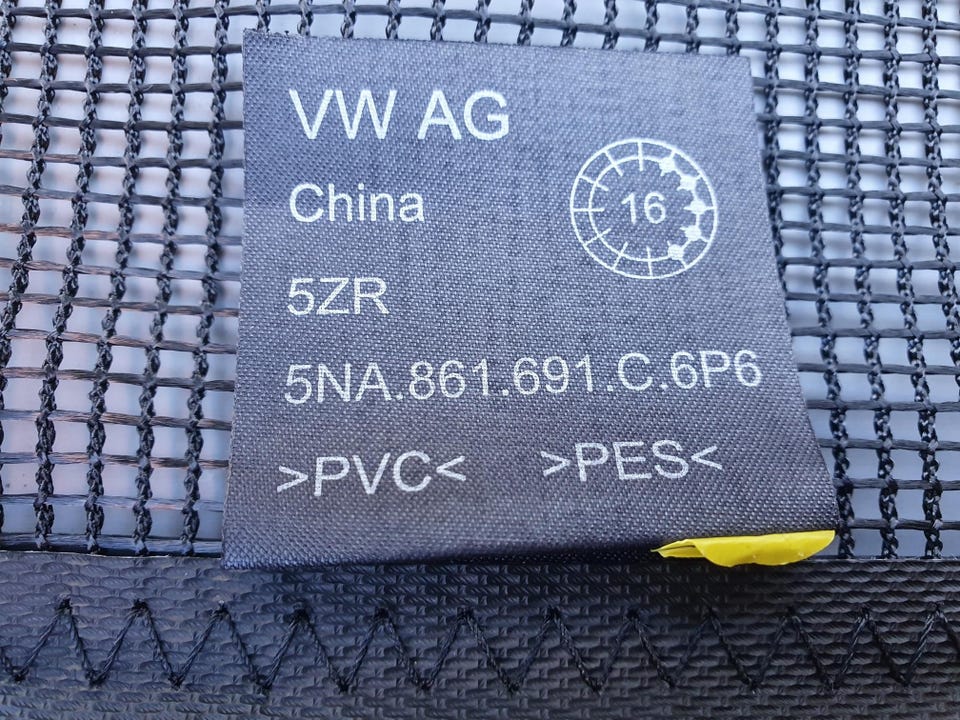 VW AG
China
16
5ZR
5NA.861.691.C.6P6
>PVC< >PES<